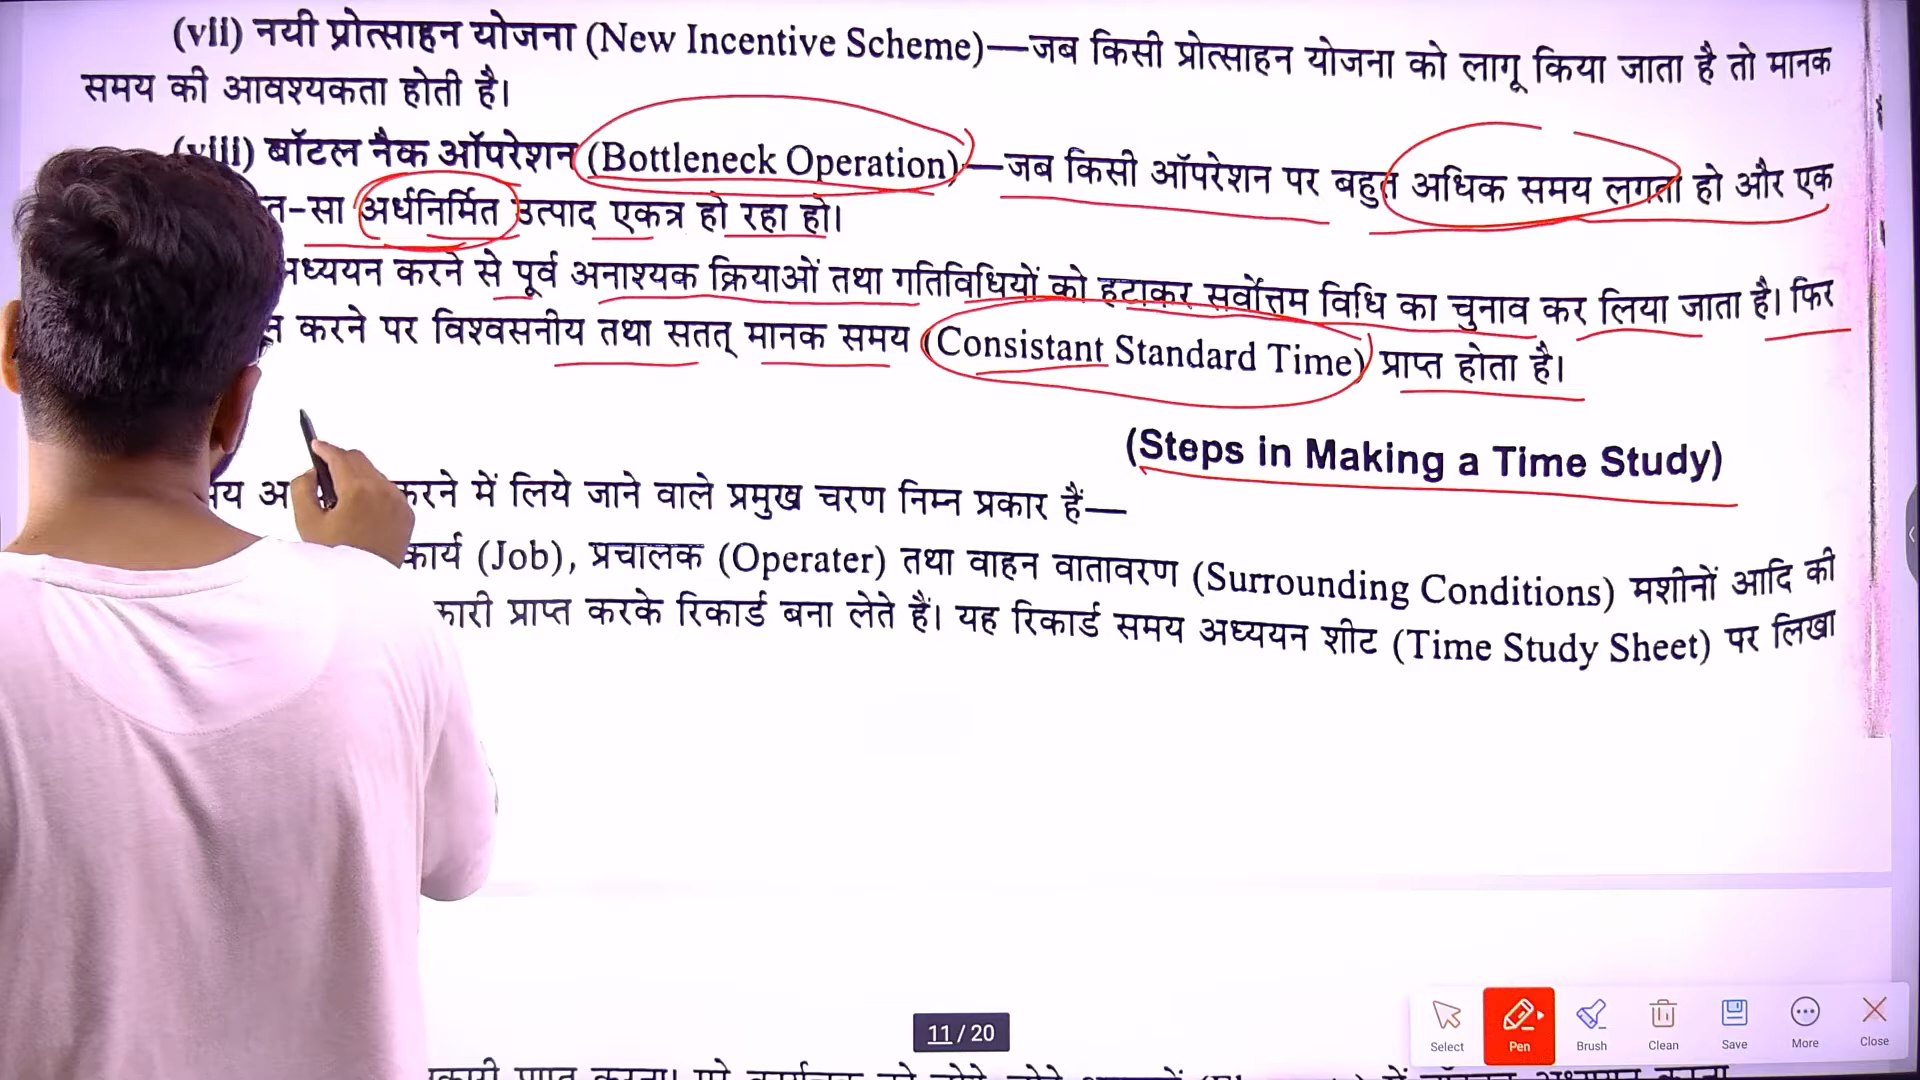 (vii) नयी प्रोत्साहन योजना (New Incentive Scheme)—जब किसी प्रोत्साहन योजना को लागू किया जाता है तो मानक
समय की आवश्यकता होती है।
(viii) बॉटल नैक ऑपरेशन (Bottleneck Operation)—जब किसी ऑपरेशन पर बहुत अधिक समय लगता हो और एक
त-सा अर्धनिर्मित उत्पाद एकत्र हो रहा हो।
अध्ययन करने से पूर्व अनाश्यक क्रियाओं तथा गतिविधियों को हटाकर सर्वोत्तम विधि का चुनाव कर लिया जाता है। फिर
करने पर विश्वसनीय तथा सतत् मानक समय (Consistant Standard Time) प्राप्त होता है।
(Steps in Making a Time Study)
करने में लिये जाने वाले प्रमुख चरण निम्न प्रकार हैं—
कार्य (Job), प्रचालक (Operater) तथा वाहन वातावरण (Surrounding Conditions) मशीनों आदि की
कारी प्राप्त करके रिकार्ड बना लेते हैं। यह रिकार्ड समय अध्ययन शीट (Time Study Sheet) पर लिखा
11 / 20
Select Pen Brush Clean Save More Close